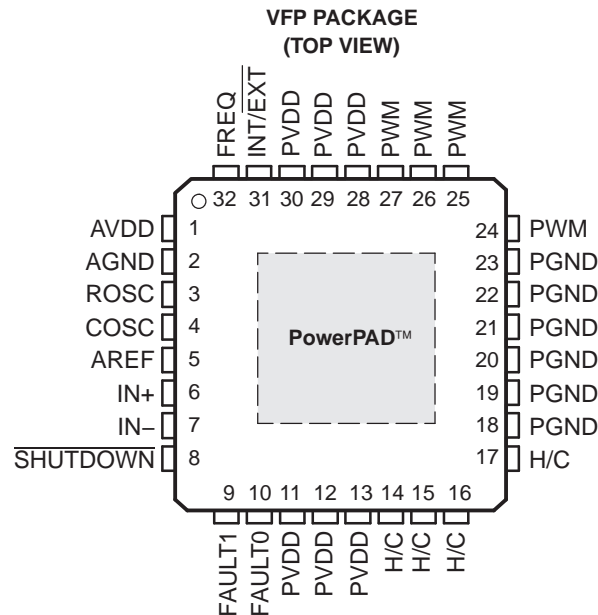 VFP PACKAGE
(TOP VIEW)
FREQ
INT/EXT
PVDD
PVDD
PVDD
PWM
PWM
PWM
32 31 30 29 28 27 26 25
AVDD 1
AGND 2
ROSC 3
COSC 4
AREF 5
IN+ 6
IN− 7
SHUTDOWN 8
PowerPAD™
24 PWM
23 PGND
22 PGND
21 PGND
20 PGND
19 PGND
18 PGND
17 H/C
9 10 11 12 13 14 15 16
FAULT1
FAULT0
PVDD
PVDD
PVDD
H/C
H/C
H/C